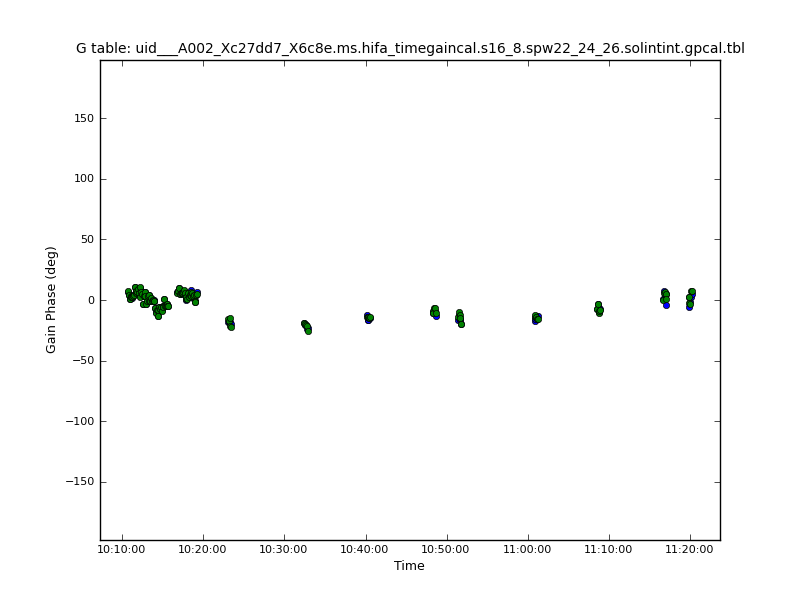 G table: uid___A002_Xc27dd7_X6c8e.ms.hifa_timegaincal.s16_8.spw22_24_26.solintint.gpcal.tbl
150
100
50
0
−50
−100
−150
Gain Phase (deg)
10:10:00 10:20:00 10:30:00 10:40:00 10:50:00 11:00:00 11:10:00 11:20:00
Time